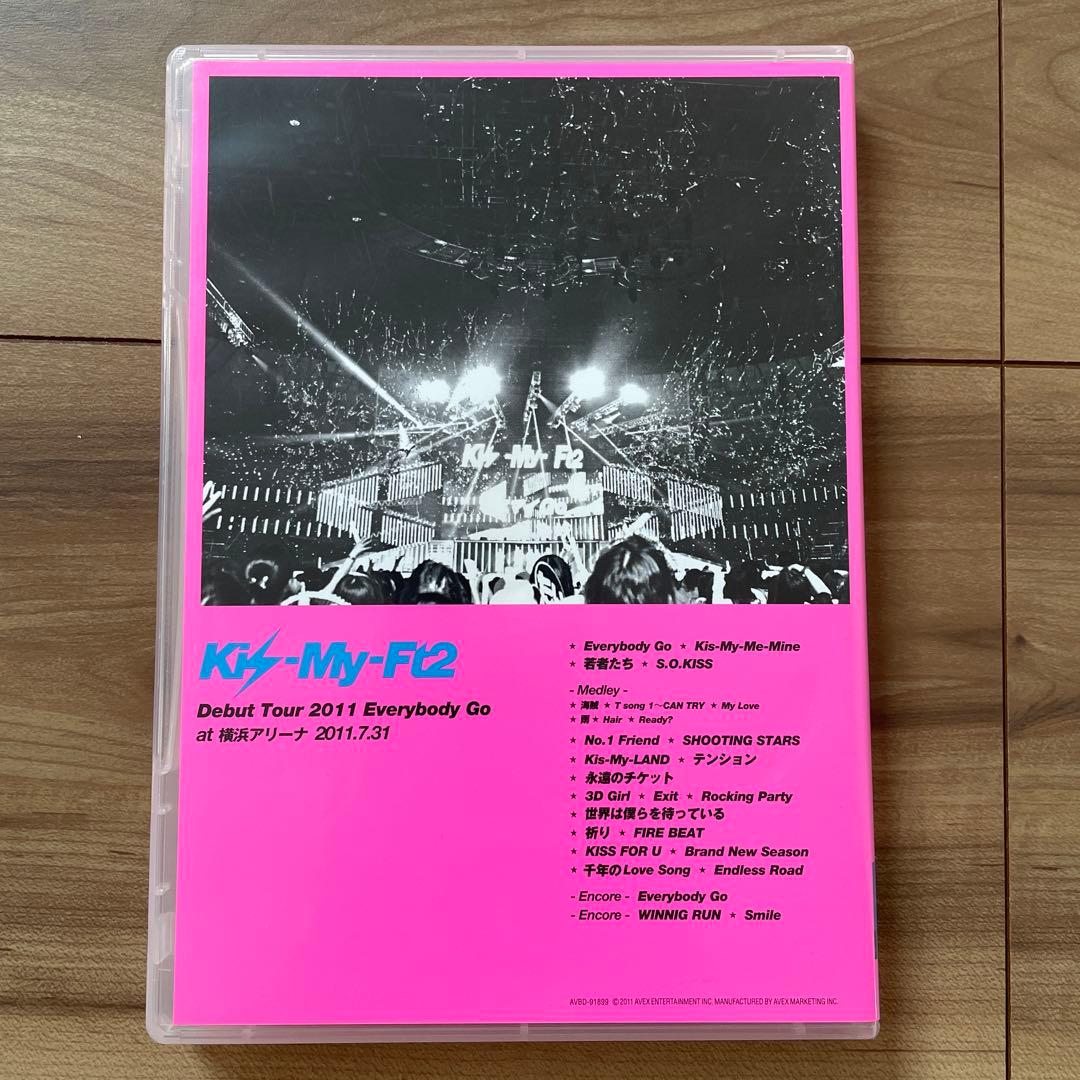 Kis-My-Ft2
Kis-My-Ft2
Debut Tour 2011 Everybody Go
at 横浜アリーナ 2011.7.31
★ Everybody Go ★ Kis-My-Me-Mine
★ 若者たち ★ S.O.KISS
- Medley -
★ 海賊 ★ T song 1～CAN TRY ★ My Love
★ 雨 ★ Hair ★ Ready?
★ No.1 Friend ★ SHOOTING STARS
★ Kis-My-LAND ★ テンション
★ 永遠のチケット
★ 3D Girl ★ Exit ★ Rocking Party
★ 世界は僕らを待っている
★ 祈り ★ FIRE BEAT
★ KISS FOR U ★ Brand New Season
★ 千年のLove Song ★ Endless Road
- Encore - Everybody Go
- Encore - WINNIG RUN ★ Smile
AVBD-91899 ©2011 AVEX ENTERTAINMENT INC. MANUFACTURED BY AVEX MARKETING INC.